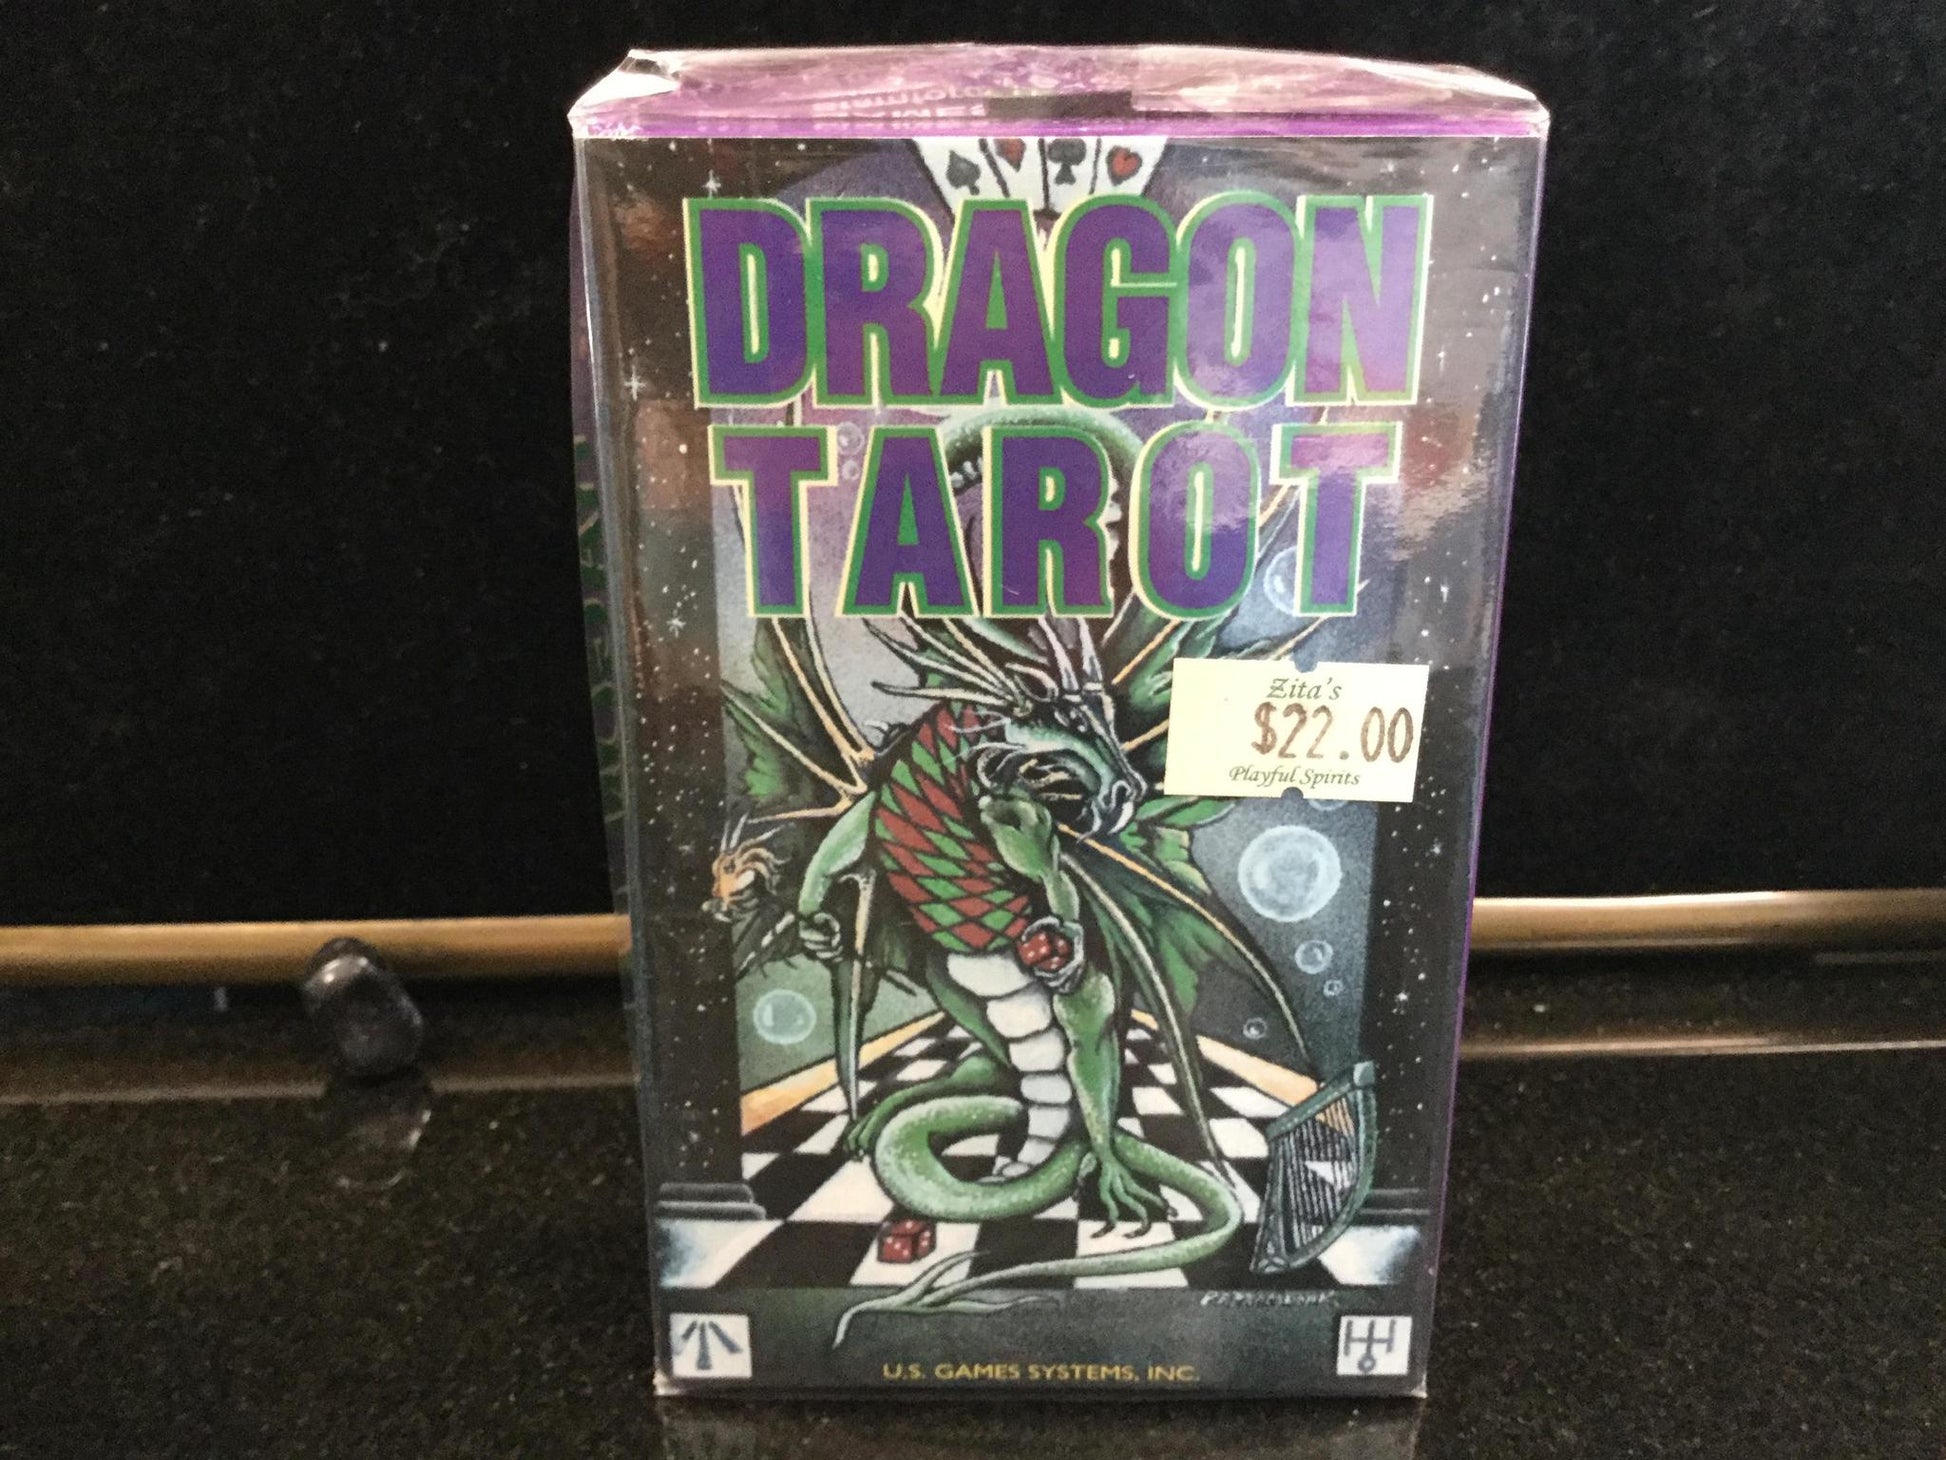 DRAGON
TAROT
Zita's
$22.00
Playful Spirits
U.S. GAMES SYSTEMS, INC.